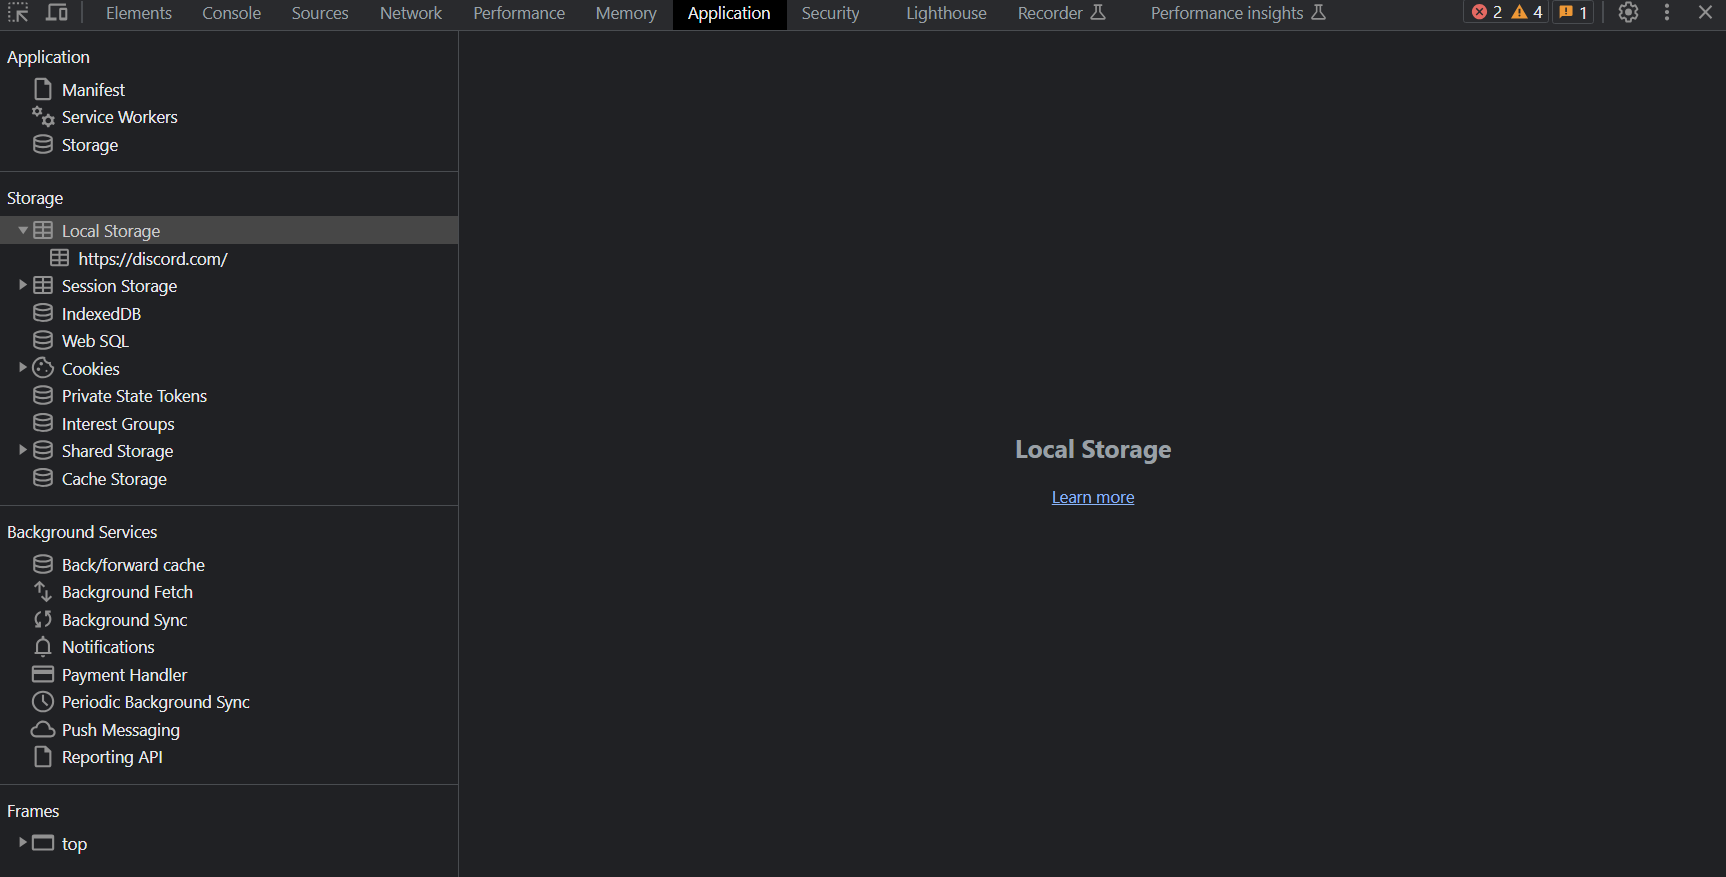 Elements Console Sources Network Performance Memory Application Security Lighthouse Recorder Performance insights 2 4 1
Application
Manifest
Service Workers
Storage
Storage
Local Storage
https://discord.com/
Session Storage
IndexedDB
Web SQL
Cookies
Private State Tokens
Interest Groups
Shared Storage
Cache Storage
Background Services
Back/forward cache
Background Fetch
Background Sync
Notifications
Payment Handler
Periodic Background Sync
Push Messaging
Reporting API
Frames
top
Local Storage
Learn more